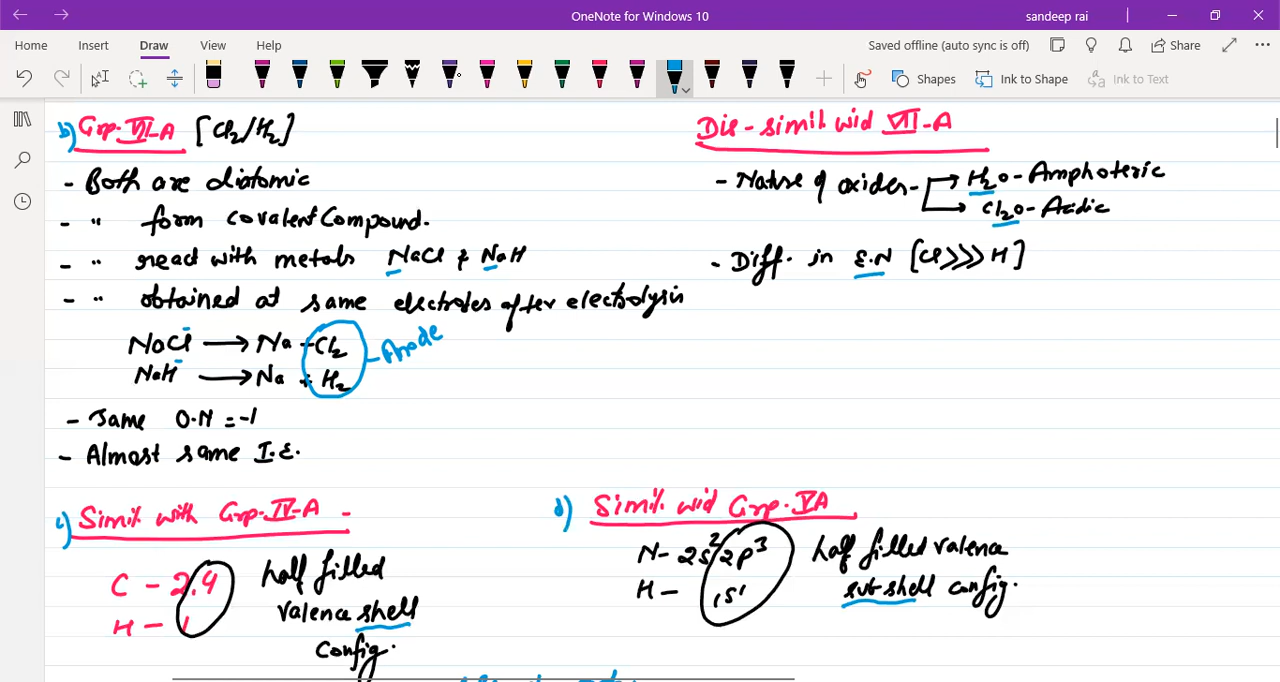 OneNote for Windows 10
sandeep rai
Home Insert Draw View Help
Saved offline (auto sync is off)
Share
Shapes
Ink to Shape
Ink to Text
b) Grp. VII-A [Cl2/H2]
- Both are diatomic
- " form covalent Compound.
- " react with metals NaCl & NaH
- " obtained at same electrodes after electrolysis
NaCl → Na + Cl2
NaH → Na + H2
Anode
- Same O.N = -1
- Almost same I.E.
Dis-simil. wid VII-A
- Nature of oxides- H2O - Amphoteric
Cl2O - Acidic
- Diff. in E.N [Cl>>>H]
c) Simil. with Grp. IV-A -
C - 2,4
H - 1
half filled
valence shell
config.
d) Simil. wid Grp. VA
N- 2s² 2p³
H - 1s¹
half filled valence
sub-shell config.